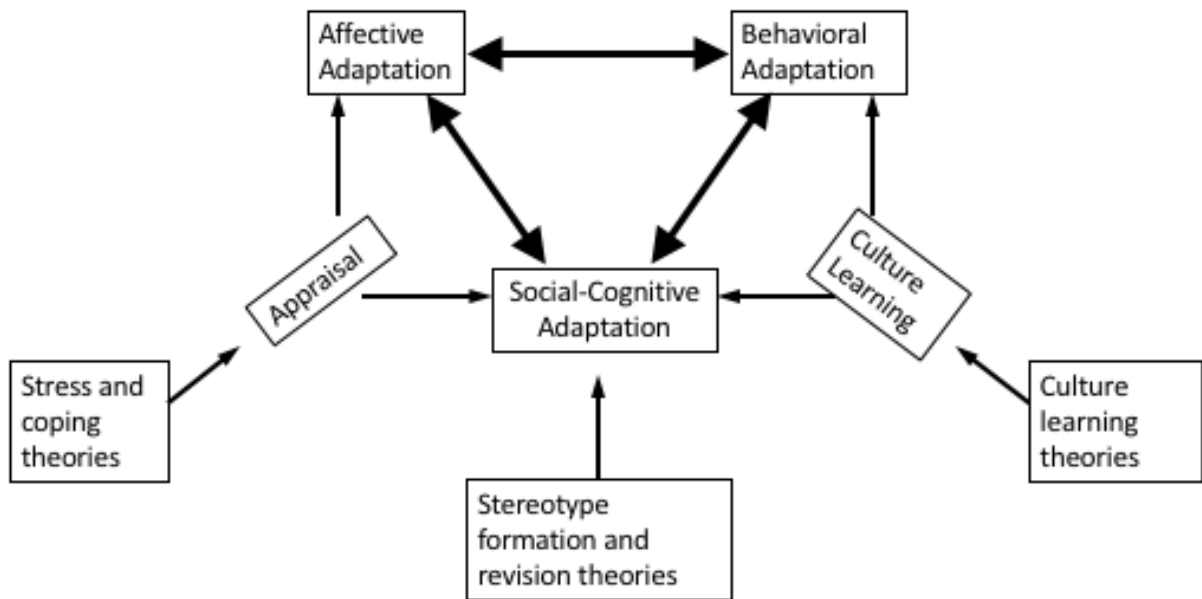 Affective
Adaptation
Behavioral
Adaptation
Appraisal
Social-Cognitive
Adaptation
Culture
Learning
Stress and
coping
theories
Stereotype
formation and
revision theories
Culture
learning
theories